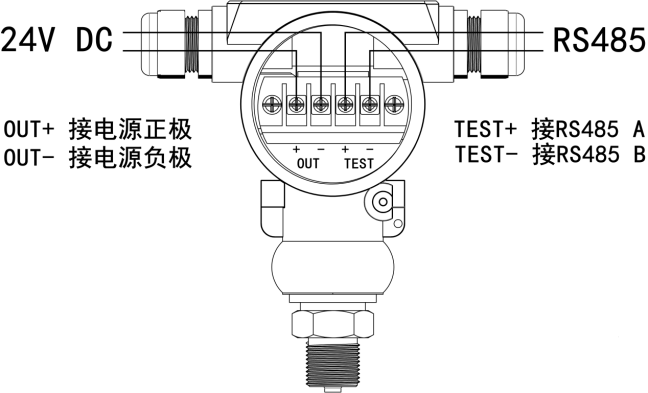 24V DC
RS485
OUT+ 接电源正极
OUT- 接电源负极
TEST+ 接RS485 A
TEST- 接RS485 B
+ - + -
OUT TEST